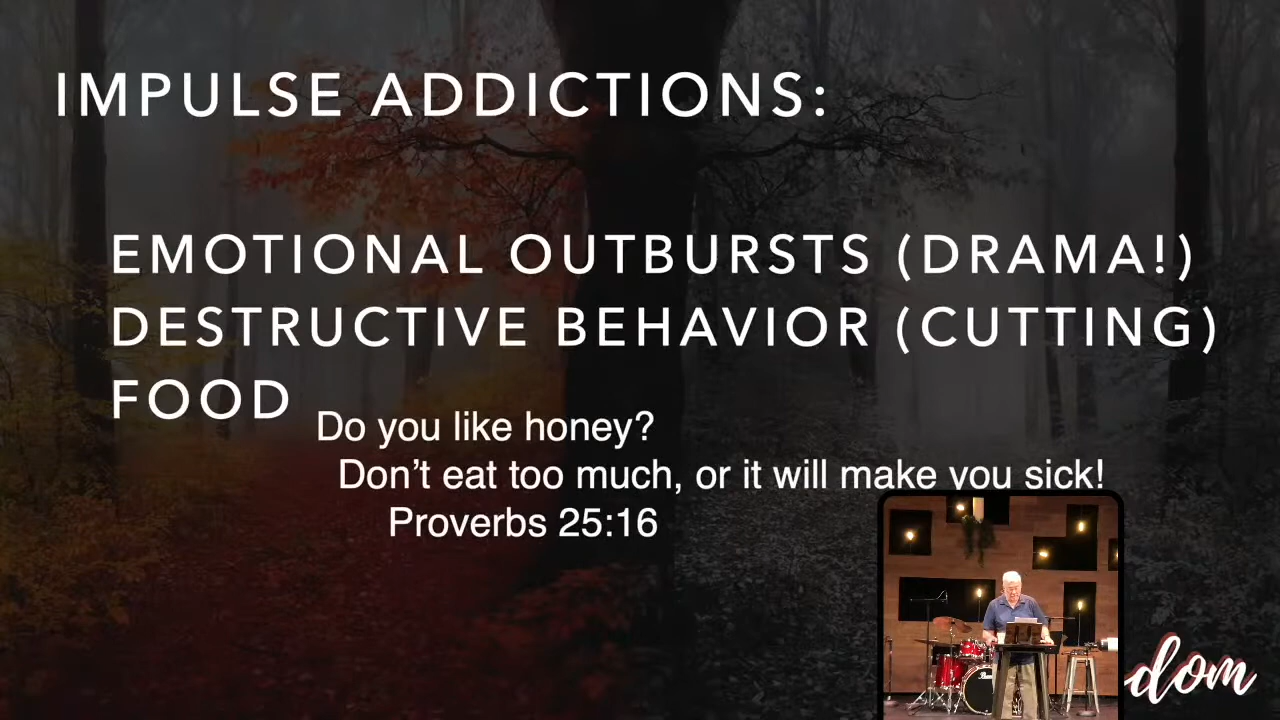 IMPULSE ADDICTIONS:
EMOTIONAL OUTBURSTS (DRAMA!)
DESTRUCTIVE BEHAVIOR (CUTTING)
FOOD
Do you like honey?
Don’t eat too much, or it will make you sick!
Proverbs 25:16
dom